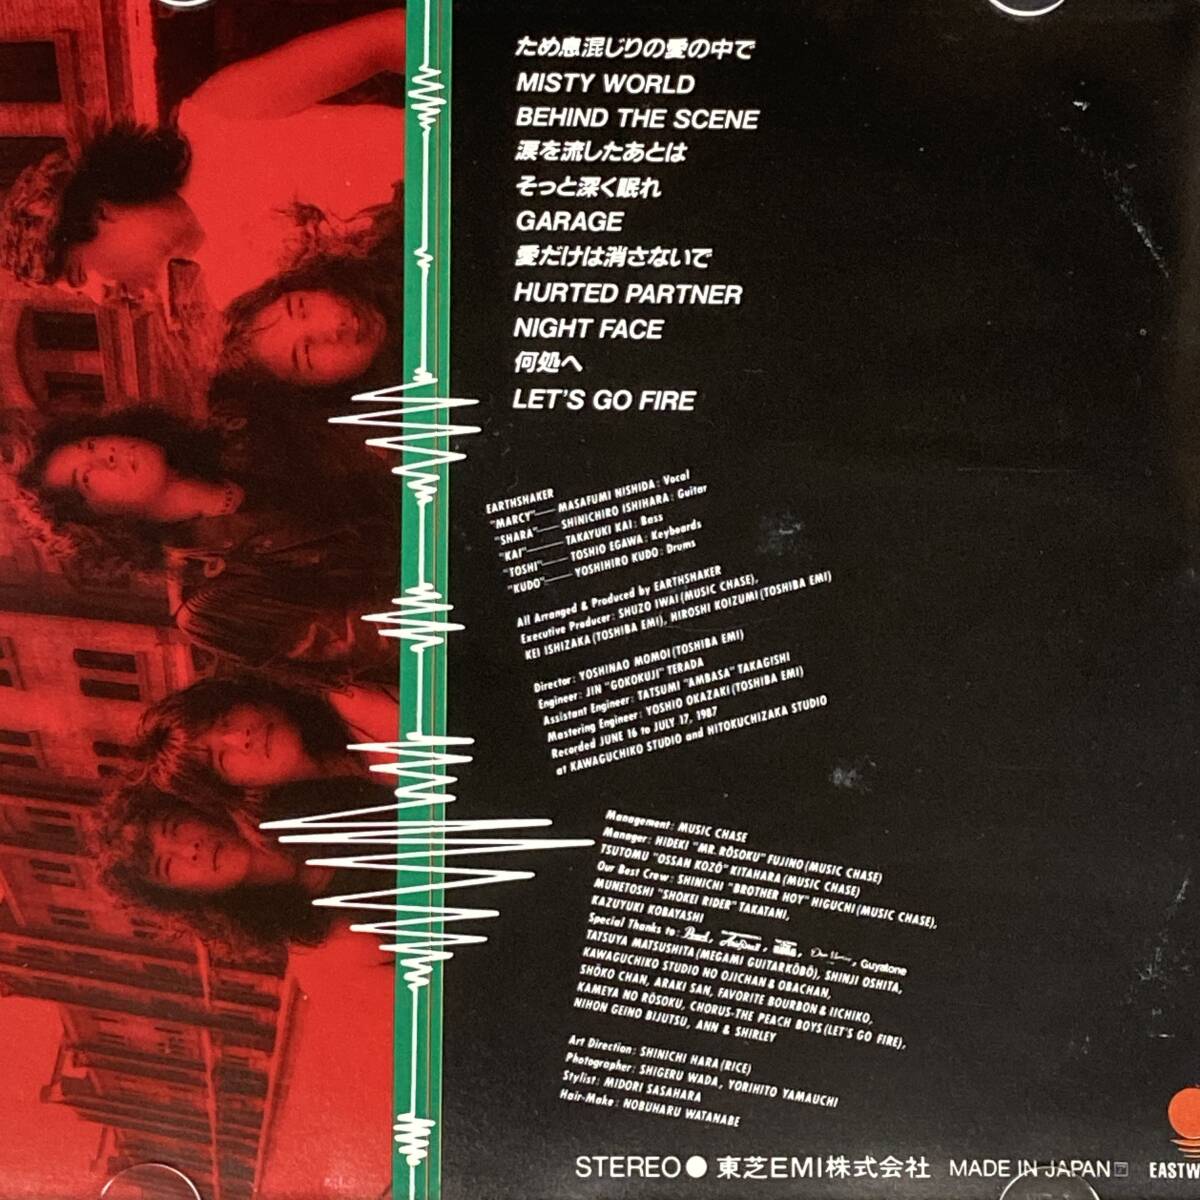 ため息混じりの愛の中で
MISTY WORLD
BEHIND THE SCENE
涙を流したあとは
そっと深く眠れ
GARAGE
愛だけは消さないで
HURTED PARTNER
NIGHT FACE
何処へ
LET'S GO FIRE
EARTHSHAKER
"MARCY"—MASAFUMI NISHIDA: Vocal
"SHARA"—SHINICHIRO ISHIHARA: Guitar
"KAI"—TAKAYUKI KAI: Bass
"TOSHI"—TOSHIO EGAWA: Keyboards
"KUDO"—YOSHIHIRO KUDO: Drums
All Arranged & Produced by EARTHSHAKER
Executive Producer: SHUZO IWAI (MUSIC CHASE),
KEI ISHIZAKA (TOSHIBA EMI), HIROSHI KOIZUMI (TOSHIBA EMI)
Director: YOSHINAO MOMOI (TOSHIBA EMI)
Engineer: JIN "GOKOKUJI" TERADA
Assistant Engineer: TATSUMI "AMBASA" TAKAGISHI
Mastering Engineer: YOSHIO OKAZAKI (TOSHIBA EMI)
Recorded JUNE 16 to JULY 17, 1987
at KAWAGUCHIKO STUDIO and HITOKUCHIZAKA STUDIO
Management: MUSIC CHASE
Manager: HIDEKI "MR. RŌSOKU" FUJINO (MUSIC CHASE)
TSUTOMU "OSSAN KOZŌ" KITAHARA (MUSIC CHASE)
Our Best Crew: SHINICHI "BROTHER HOY" HIGUCHI (MUSIC CHASE),
MUNETOSHI "SHOKEI RIDER" TAKATANI,
KAZUYUKI KOBAYASHI
Special Thanks to: Pearl, , , , Guyatone
TATSUYA MATSUSHITA (MEGAMI GUITARKŌBŌ), SHINJI OSHITA,
KAWAGUCHIKO STUDIO NO OJICHAN & OBACHAN,
SHŌKO CHAN, ARAKI SAN, FAVORITE BOURBON & IICHIKO,
KAMEYA NO RŌSOKU, CHORUS-THE PEACH BOYS (LET'S GO FIRE),
NIHON GEINO BIJUTSU, ANN & SHIRLEY
Art Direction: SHINICHI HARA (RICE)
Photographer: SHIGERU WADA, YORIHITO YAMAUCHI
Stylist: MIDORI SASAHARA
Hair-Make: NOBUHARU WATANABE
STEREO● 東芝EMI株式会社 MADE IN JAPAN
EASTW